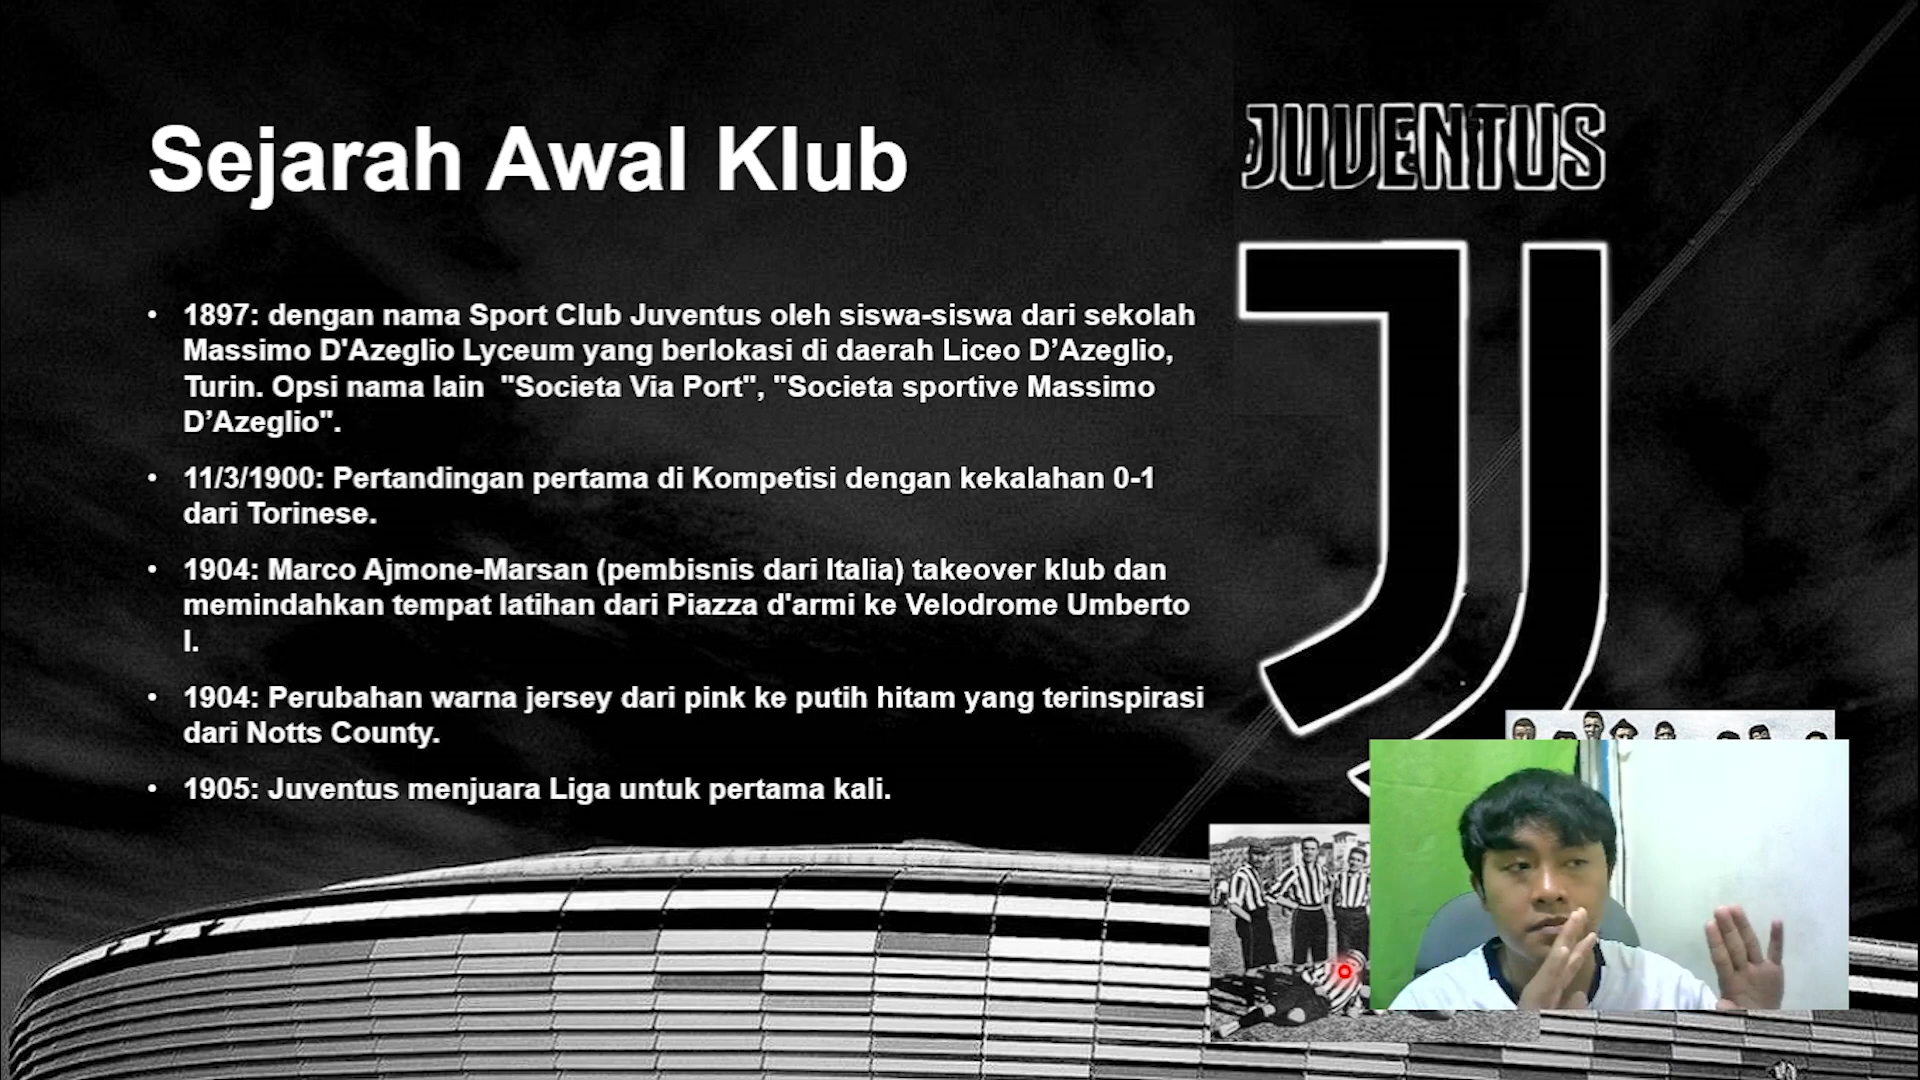 JUVENTUS
Sejarah Awal Klub
• 1897: dengan nama Sport Club Juventus oleh siswa-siswa dari sekolah
Massimo D'Azeglio Lyceum yang berlokasi di daerah Liceo D’Azeglio,
Turin. Opsi nama lain "Societa Via Port", "Societa sportive Massimo
D’Azeglio".
• 11/3/1900: Pertandingan pertama di Kompetisi dengan kekalahan 0-1
dari Torinese.
• 1904: Marco Ajmone-Marsan (pembisnis dari Italia) takeover klub dan
memindahkan tempat latihan dari Piazza d'armi ke Velodrome Umberto
I.
• 1904: Perubahan warna jersey dari pink ke putih hitam yang terinspirasi
dari Notts County.
• 1905: Juventus menjuara Liga untuk pertama kali.